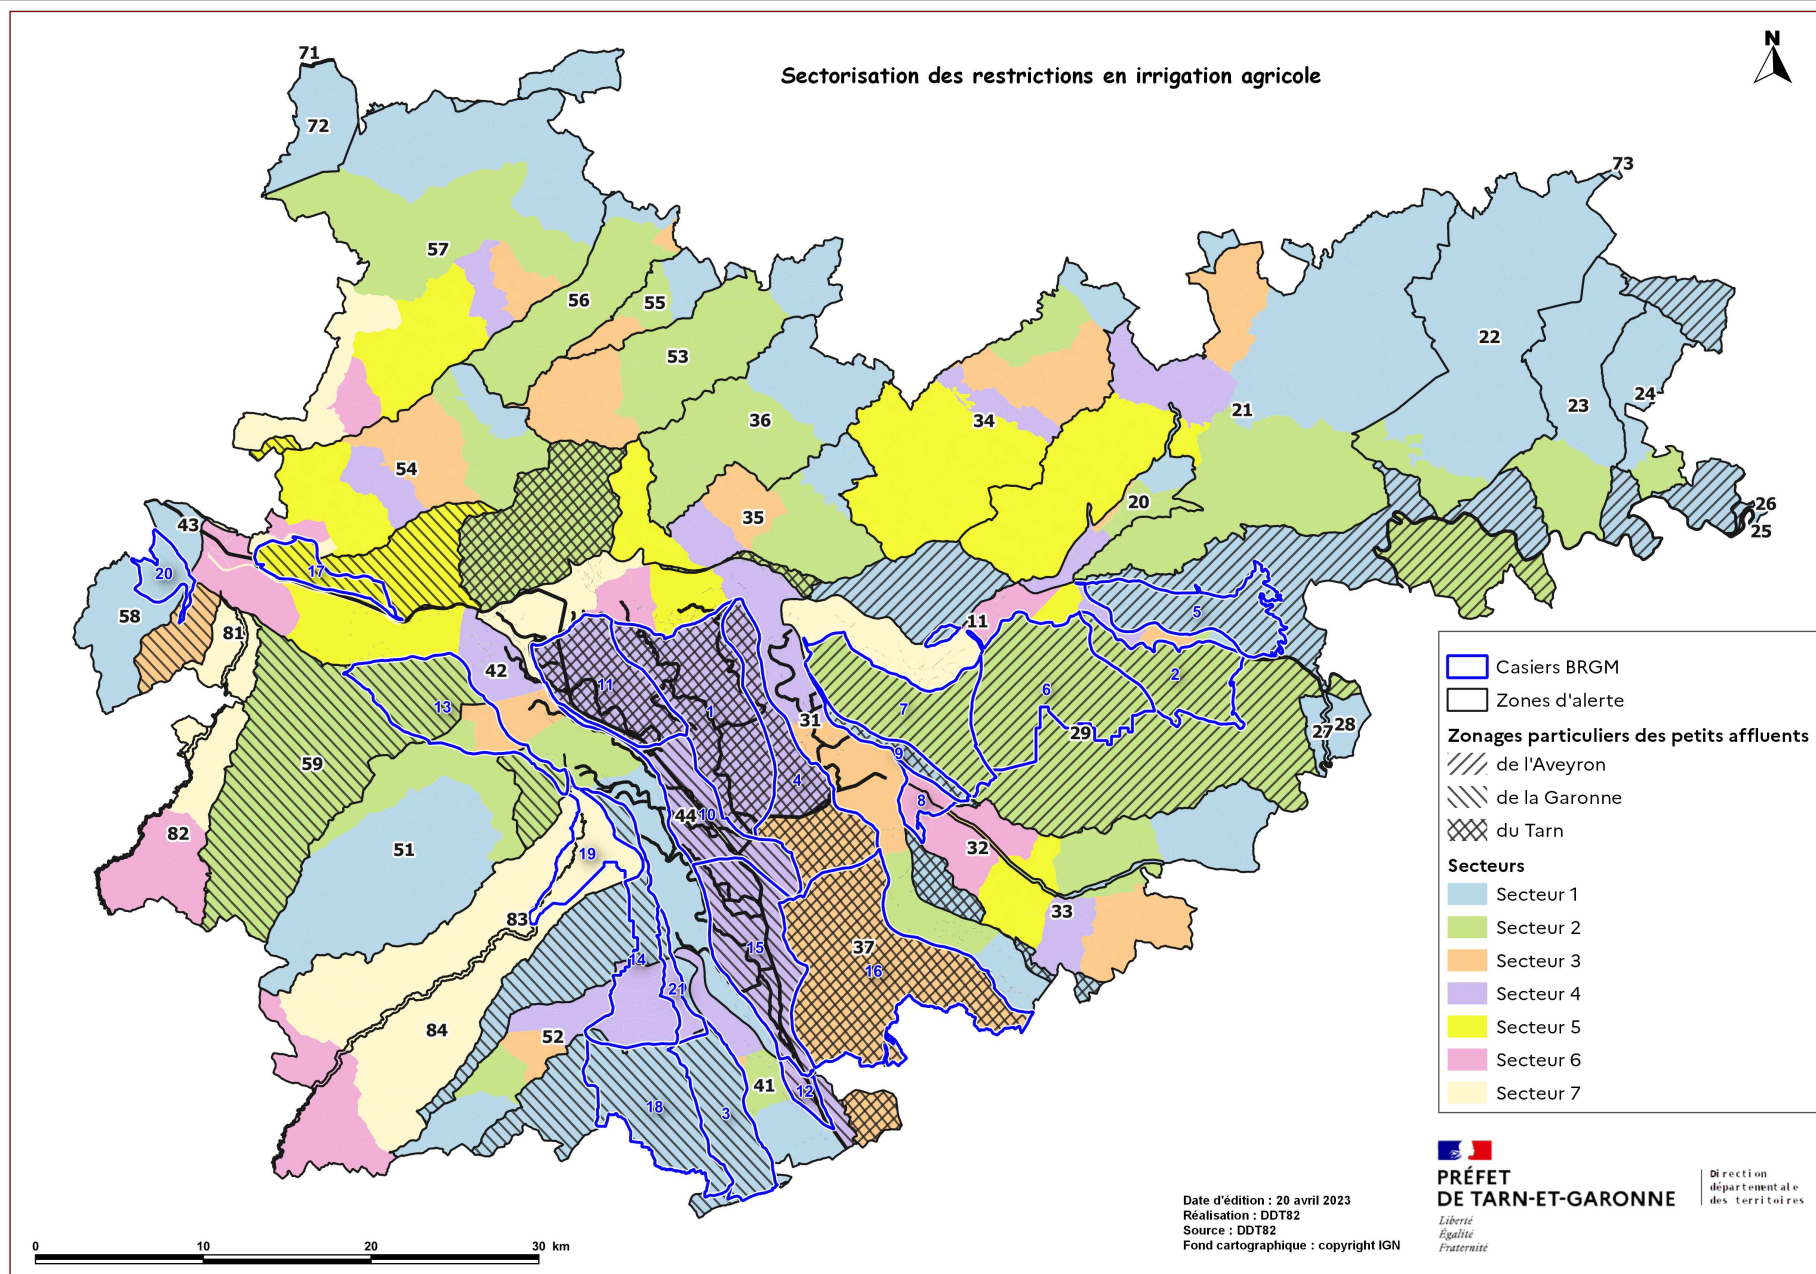 Sectorisation des restrictions en irrigation agricole
N
71
72
73
57
56
55
53
22
36
34
21
23
24
54
35
20
43
26
25
20
17
5
58
81
11
42
11
2
13
6
1
7
31
27
28
29
59
9
4
8
44
10
82
51
19
32
33
83
15
37
14
16
21
84
52
41
12
18
3
Casiers BRGM
Zones d'alerte
Zonages particuliers des petits affluents
de l'Aveyron
de la Garonne
du Tarn
Secteurs
Secteur 1
Secteur 2
Secteur 3
Secteur 4
Secteur 5
Secteur 6
Secteur 7
PRÉFET
DE TARN-ET-GARONNE
Liberté
Égalité
Fraternité
Direction
départementale
des territoires
Date d'édition : 20 avril 2023
Réalisation : DDT82
Source : DDT82
Fond cartographique : copyright IGN
0 10 20 30 km